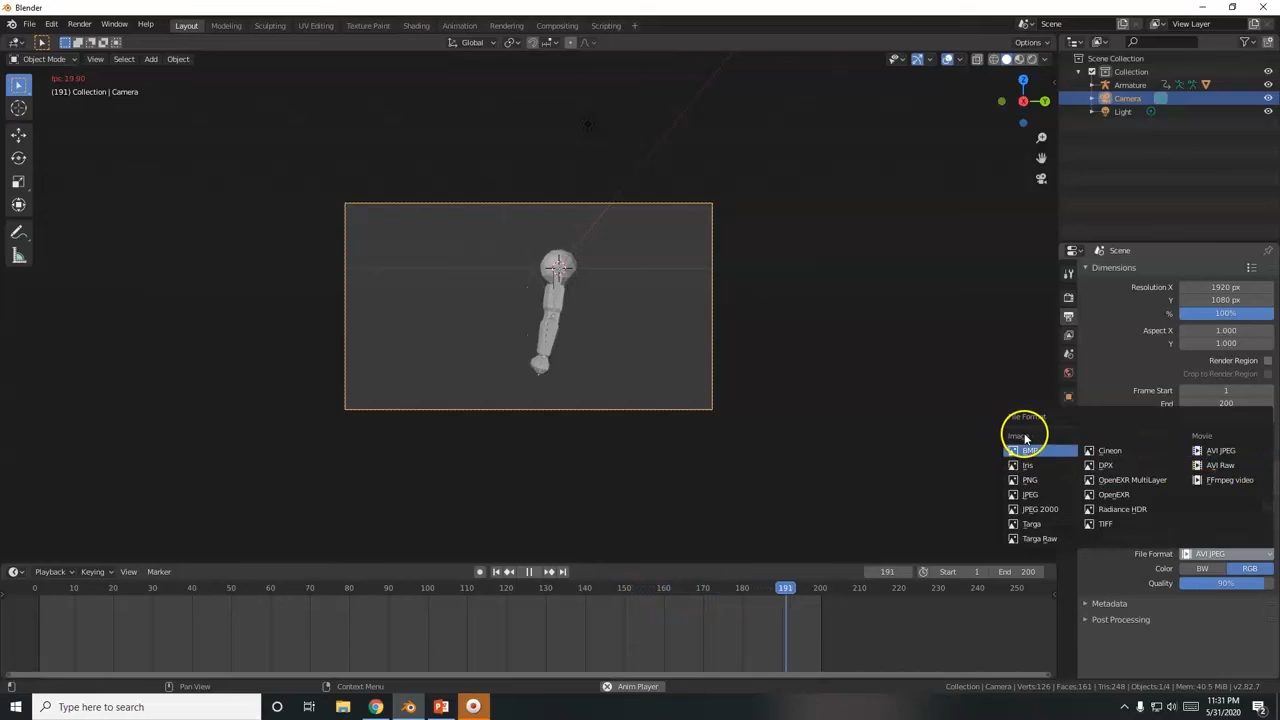 Blender
File Edit Render Window Help
Layout Modeling Sculpting UV Editing Texture Paint Shading Animation Rendering Compositing Scripting +
Scene
View Layer
Global
Options
Object Mode View Select Add Object
fps: 29.90
(191) Collection | Camera
Z
X
Y
Scene Collection
Collection
Armature
Camera
Light
Scene
Dimensions
Resolution X 1920 px
Y 1080 px
% 100%
Aspect X 1.000
Y 1.000
Render Region
Crop to Render Region
Frame Start 1
End 200
File Format
Image
Movie
BMP
Cineon
AVI JPEG
Iris
DPX
AVI Raw
PNG
OpenEXR MultiLayer
FFmpeg video
JPEG
OpenEXR
JPEG 2000
Radiance HDR
Targa
TIFF
Targa Raw
File Format AVI JPEG
Color BW RGB
Quality 90%
Metadata
Post Processing
Playback Keying View Marker
191
Start 1
End 200
0 10 20 30 40 50 60 70 80 90 100 110 120 130 140 150 160 170 180 191 200 210 220 230 240 250
Pan View
Context Menu
Anim Player
Collection | Camera | Verts:126 | Faces:161 | Tris:248 | Objects:1/4 | Mem: 40.5 MiB | v2.82.7
Type here to search
11:31 PM
5/31/2020
2